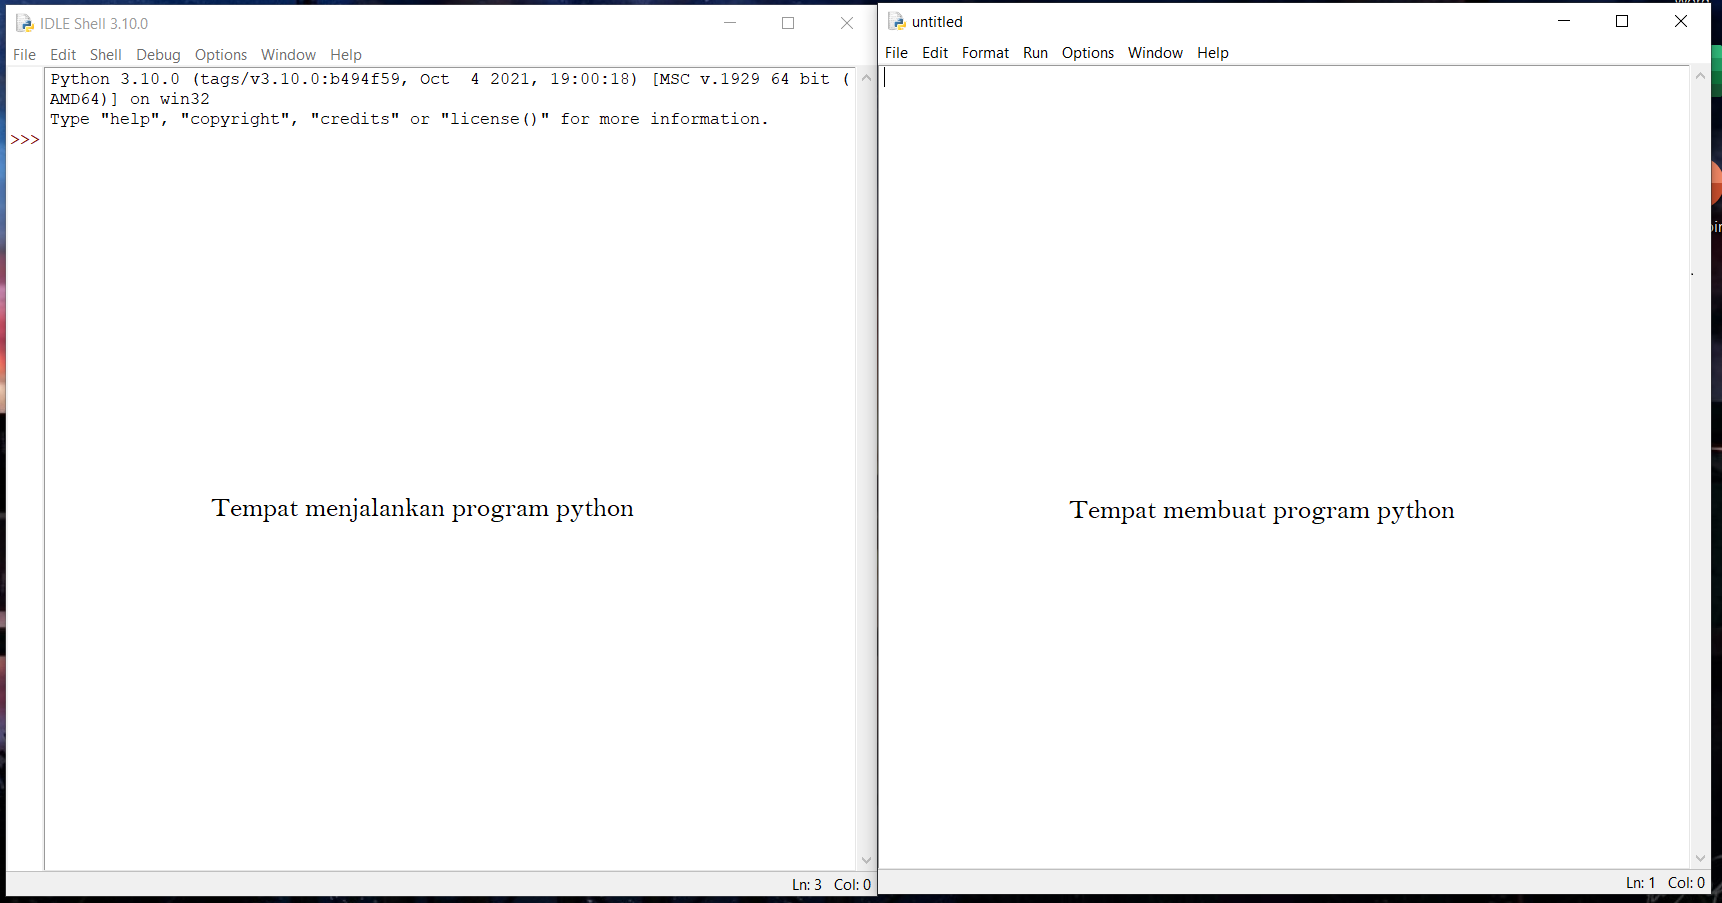 IDLE Shell 3.10.0
File Edit Shell Debug Options Window Help
Python 3.10.0 (tags/v3.10.0:b494f59, Oct  4 2021, 19:00:18) [MSC v.1929 64 bit (
AMD64)] on win32
Type "help", "copyright", "credits" or "license()" for more information.
>>>
Tempat menjalankan program python
Ln: 3 Col: 0
untitled
File Edit Format Run Options Window Help
Tempat membuat program python
Ln: 1 Col: 0